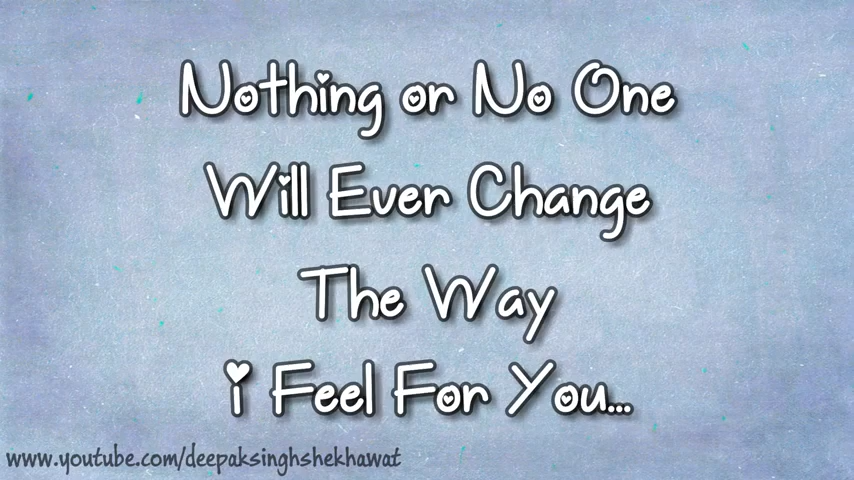 Nothing or No One
Will Ever Change
The Way
i Feel For You...
www.youtube.com/deepaksinghshekhawat